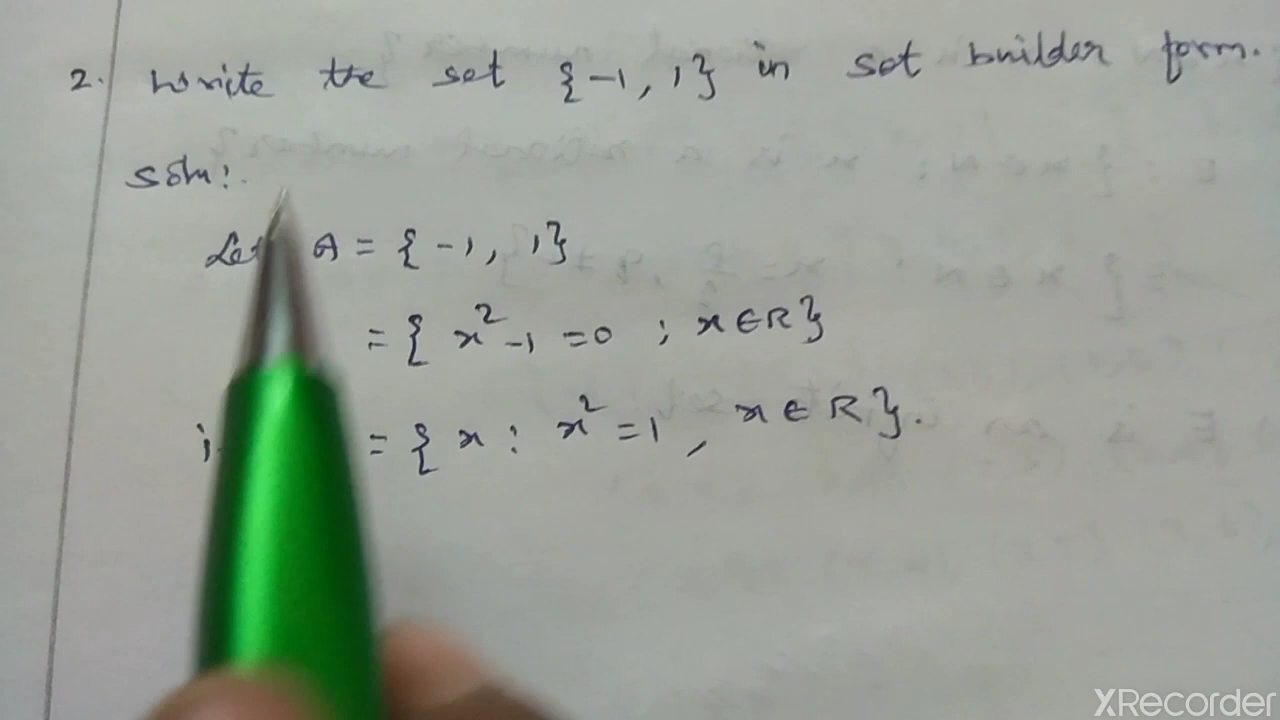 2. Write the set {-1, 1} in set builder form.
Soln:
Let A = {-1, 1}
= { x² -1 =0 ; x∈R}
= { x : x² =1 , x ∈ R }.
XRecorder